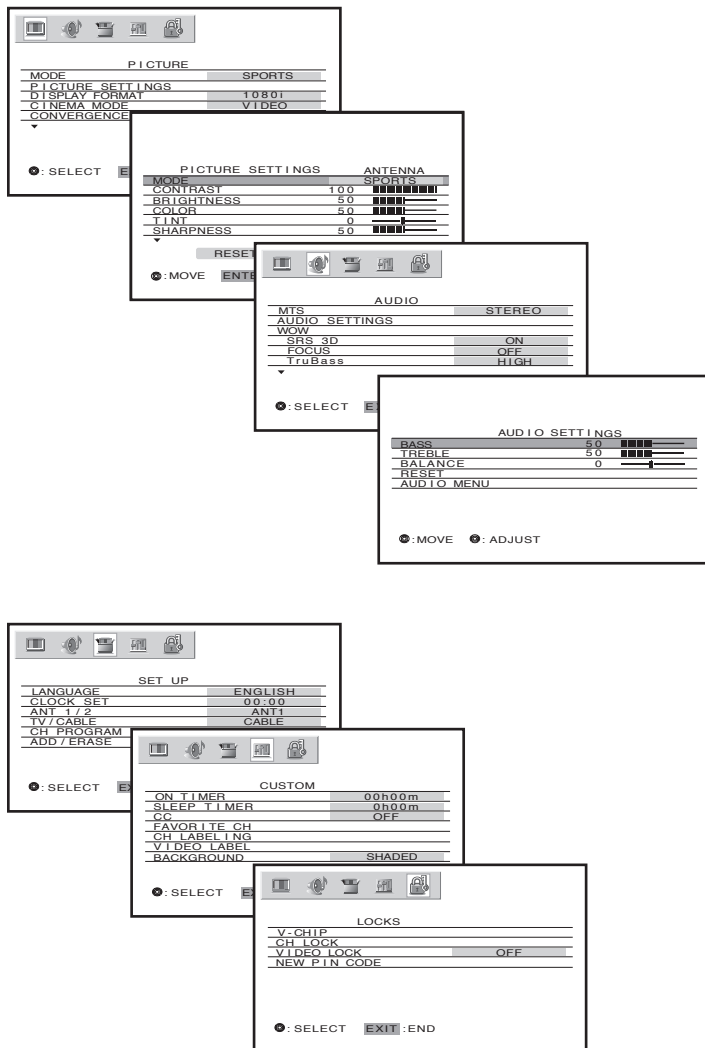 PICTURE
MODE SPORTS
PICTURE SETTINGS
DISPLAY FORMAT 1080i
CINEMA MODE VIDEO
CONVERGENCE
: SELECT
PICTURE SETTINGS ANTENNA
MODE SPORTS
CONTRAST 100
BRIGHTNESS 50
COLOR 50
TINT 0
SHARPNESS 50
RESET
:MOVE
AUDIO
MTS STEREO
AUDIO SETTINGS
WOW
SRS 3D ON
FOCUS OFF
TruBass HIGH
:SELECT
AUDIO SETTINGS
BASS 50
TREBLE 50
BALANCE 0
RESET
AUDIO MENU
:MOVE : ADJUST
SET UP
LANGUAGE ENGLISH
CLOCK SET 00:00
ANT 1/2 ANT1
TV/CABLE CABLE
CH PROGRAM
ADD/ERASE
: SELECT
CUSTOM
ON TIMER 00h00m
SLEEP TIMER 0h00m
CC OFF
FAVORITE CH
CH LABELING
VIDEO LABEL
BACKGROUND SHADED
: SELECT
LOCKS
V-CHIP
CH LOCK
VIDEO LOCK OFF
NEW PIN CODE
: SELECT EXIT :END